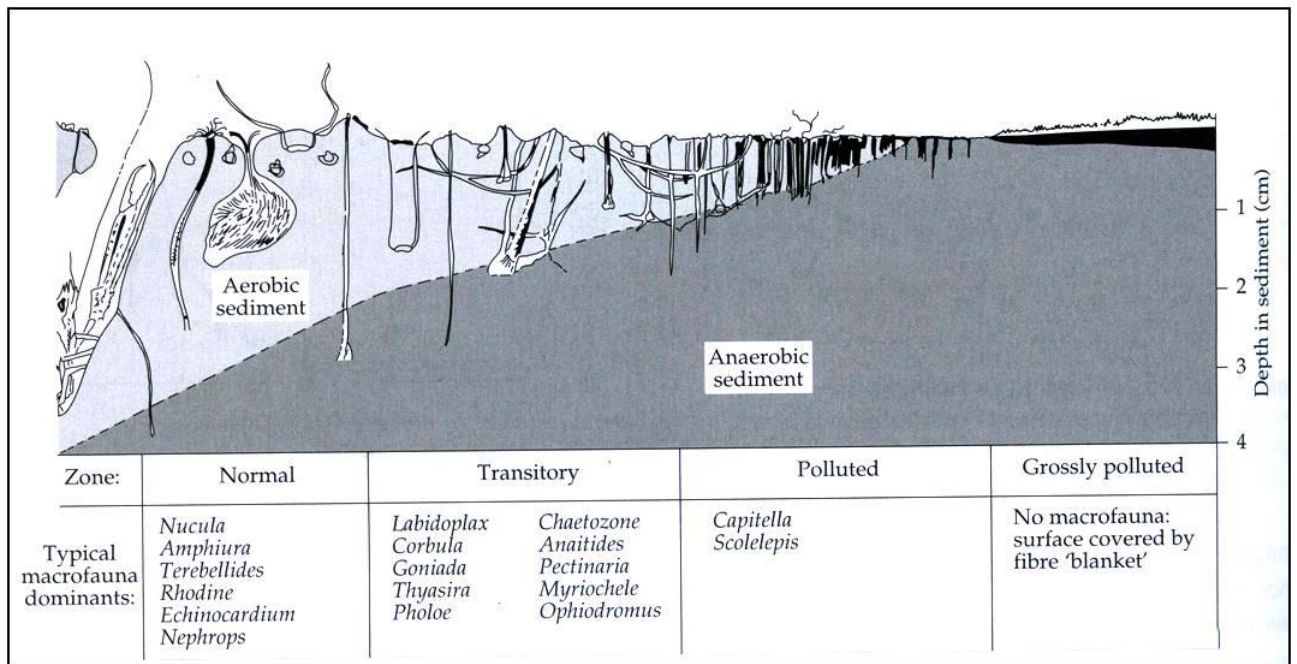 Aerobic
sediment
Anaerobic
sediment
1
2
3
4
Depth in sediment (cm)
Zone:
Normal
Transitory
Polluted
Grossly polluted
Typical
macrofauna
dominants:
Nucula
Amphiura
Terebellides
Rhodine
Echinocardium
Nephrops
Labidoplax
Corbula
Goniada
Thyasira
Pholoe
Chaetozone
Anaitides
Pectinaria
Myriochele
Ophiodromus
Capitella
Scolelepis
No macrofauna:
surface covered by
fibre ‘blanket’